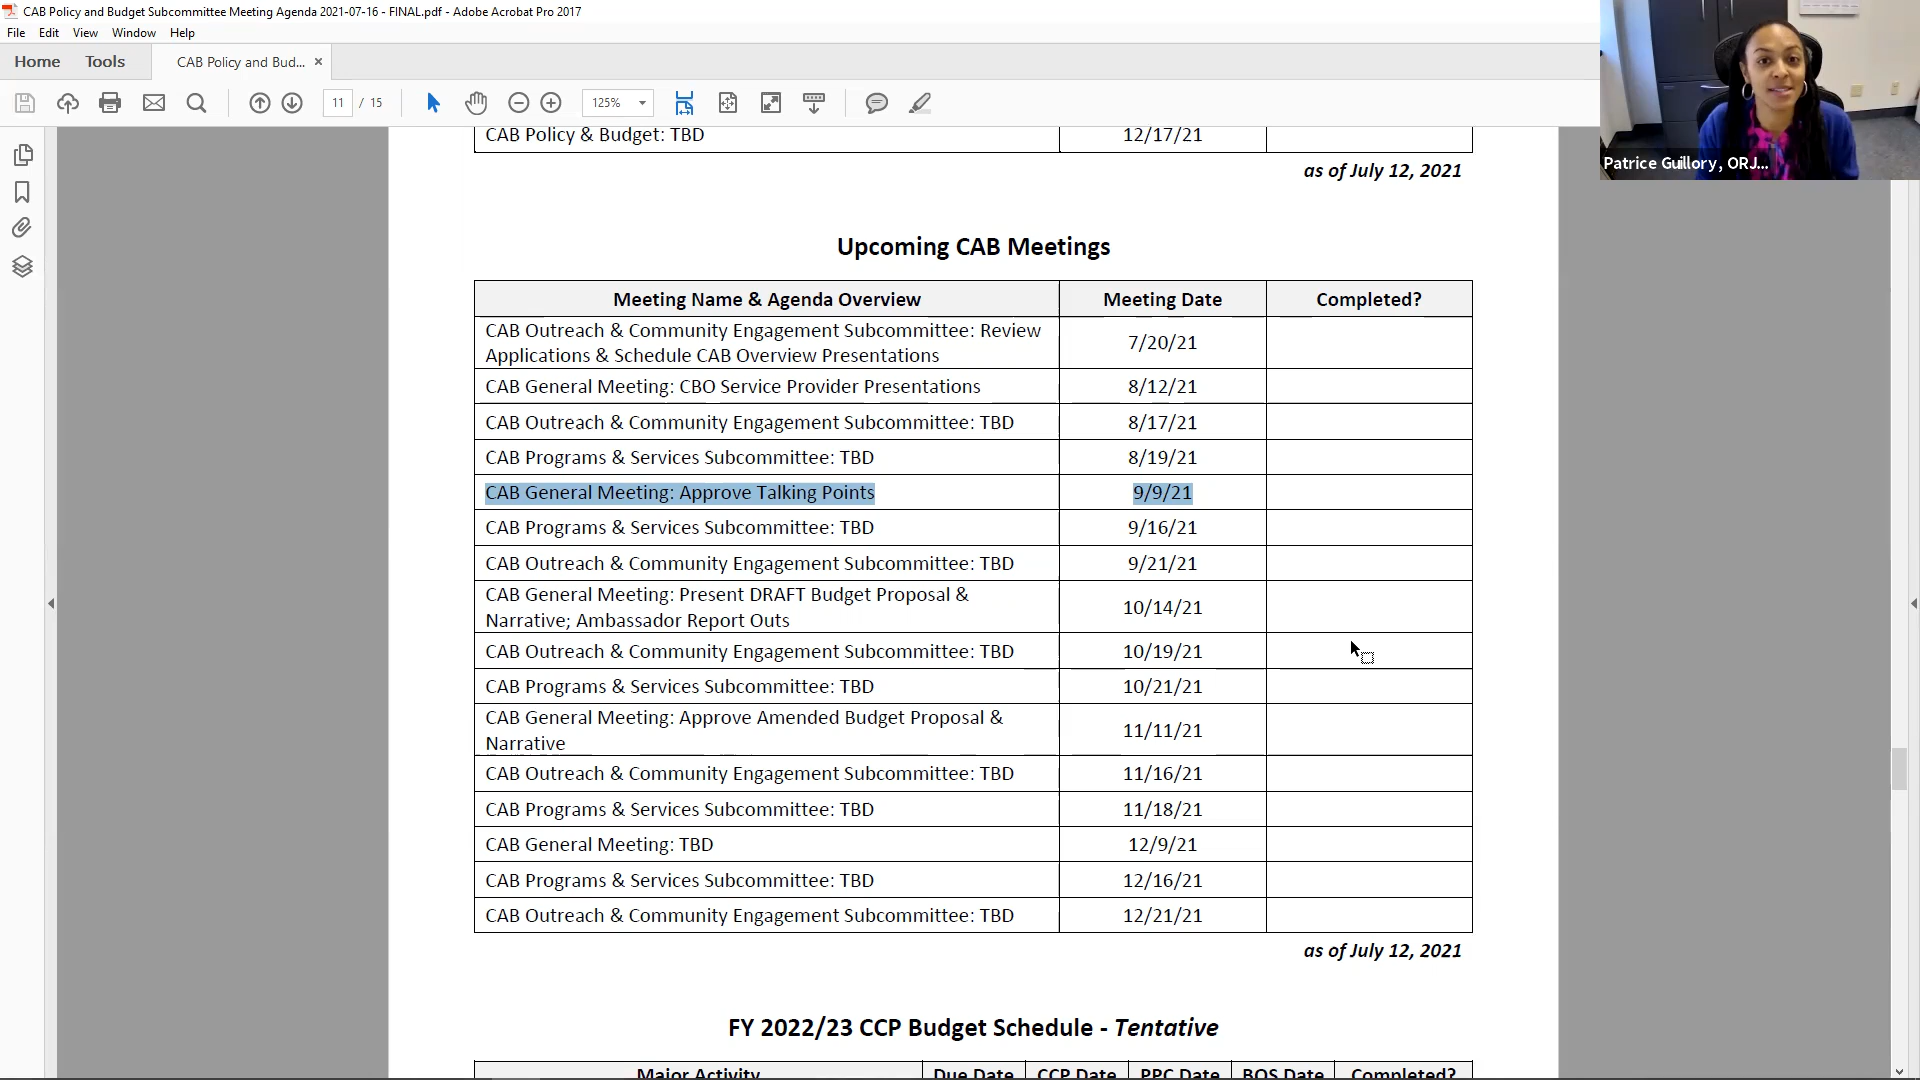 CAB Policy and Budget Subcommittee Meeting Agenda 2021-07-16 - FINAL.pdf - Adobe Acrobat Pro 2017
File Edit View Window Help
Home Tools CAB Policy and Bud... ×
11 / 15 125%
CAB Policy & Budget: TBD 12/17/21
as of July 12, 2021
Patrice Guillory, ORJ...
Upcoming CAB Meetings
Meeting Name & Agenda Overview Meeting Date Completed?
CAB Outreach & Community Engagement Subcommittee: Review
Applications & Schedule CAB Overview Presentations 7/20/21
CAB General Meeting: CBO Service Provider Presentations 8/12/21
CAB Outreach & Community Engagement Subcommittee: TBD 8/17/21
CAB Programs & Services Subcommittee: TBD 8/19/21
CAB General Meeting: Approve Talking Points 9/9/21
CAB Programs & Services Subcommittee: TBD 9/16/21
CAB Outreach & Community Engagement Subcommittee: TBD 9/21/21
CAB General Meeting: Present DRAFT Budget Proposal &
Narrative; Ambassador Report Outs 10/14/21
CAB Outreach & Community Engagement Subcommittee: TBD 10/19/21
CAB Programs & Services Subcommittee: TBD 10/21/21
CAB General Meeting: Approve Amended Budget Proposal &
Narrative 11/11/21
CAB Outreach & Community Engagement Subcommittee: TBD 11/16/21
CAB Programs & Services Subcommittee: TBD 11/18/21
CAB General Meeting: TBD 12/9/21
CAB Programs & Services Subcommittee: TBD 12/16/21
CAB Outreach & Community Engagement Subcommittee: TBD 12/21/21
as of July 12, 2021
FY 2022/23 CCP Budget Schedule - Tentative
Major Activity Due Date CCP Date PPC Date BOS Date Completed?